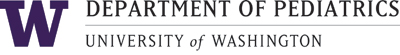 W
DEPARTMENT OF PEDIATRICS
UNIVERSITY of WASHINGTON